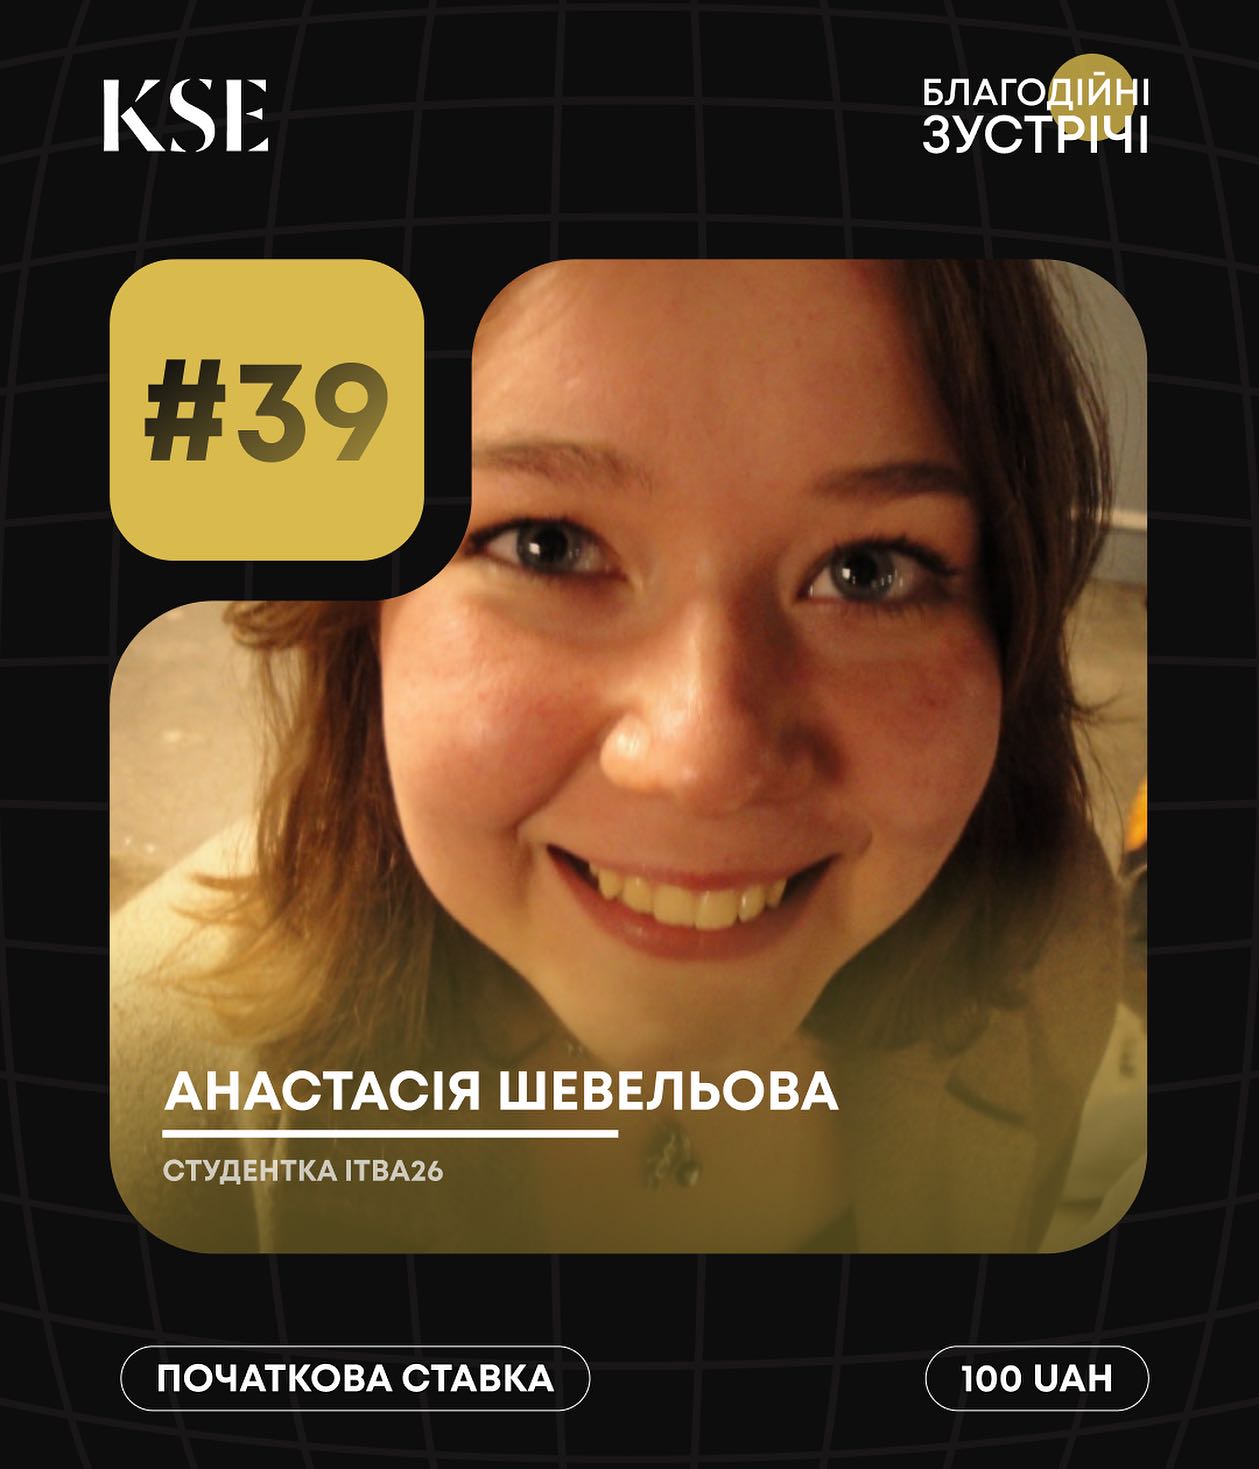 KSE
БЛАГОДІЙНІ
ЗУСТРІЧІ
#39
АНАСТАСІЯ ШЕВЕЛЬОВА
СТУДЕНТКА ІТВА26
ПОЧАТКОВА СТАВКА
100 UAH